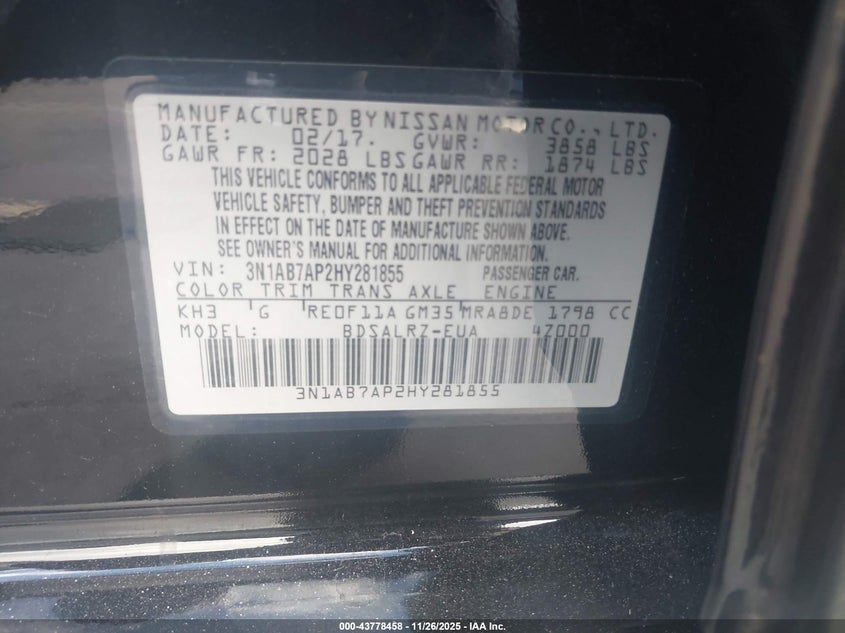 MANUFACTURED BY NISSAN MOTOR CO., LTD.
DATE: 02/17. GVWR: 3858 LBS
GAWR FR: 2028 LBS GAWR RR: 1874 LBS
THIS VEHICLE CONFORMS TO ALL APPLICABLE FEDERAL MOTOR
VEHICLE SAFETY, BUMPER AND THEFT PREVENTION STANDARDS
IN EFFECT ON THE DATE OF MANUFACTURE SHOWN ABOVE.
SEE OWNER'S MANUAL FOR ADDITIONAL INFORMATION.
VIN: 3N1AB7AP2HY281855 PASSENGER CAR.
COLOR TRIM TRANS AXLE ENGINE
KH3 G RE0F11A GM35 MRA8DE 1798 CC
MODEL: BDSALRZ-EUA 4Z000
3N1AB7AP2HY281855
000-43778458 - 11/26/2025 - IAA Inc.